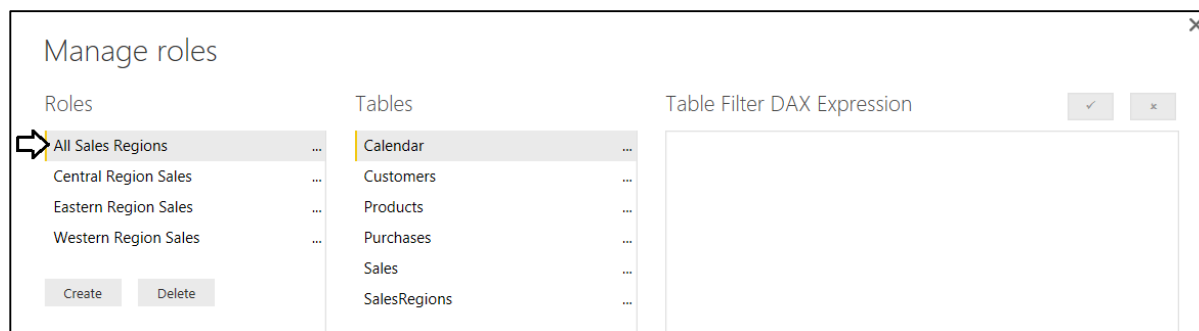 Manage roles
Roles
Tables
Table Filter DAX Expression
All Sales Regions ...
Central Region Sales ...
Eastern Region Sales ...
Western Region Sales ...
Create
Delete
Calendar ...
Customers ...
Products ...
Purchases ...
Sales ...
SalesRegions ...